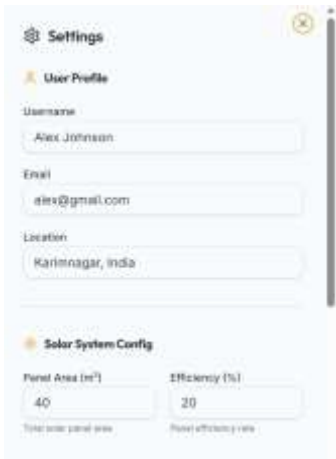 Settings
User Profile
Username
Alex Johnson
Email
alex@gmail.com
Location
Karimnagar, India
Solar System Config
Panel Area (m²) Efficiency (%)
40 20
Total solar panel area Panel efficiency rate